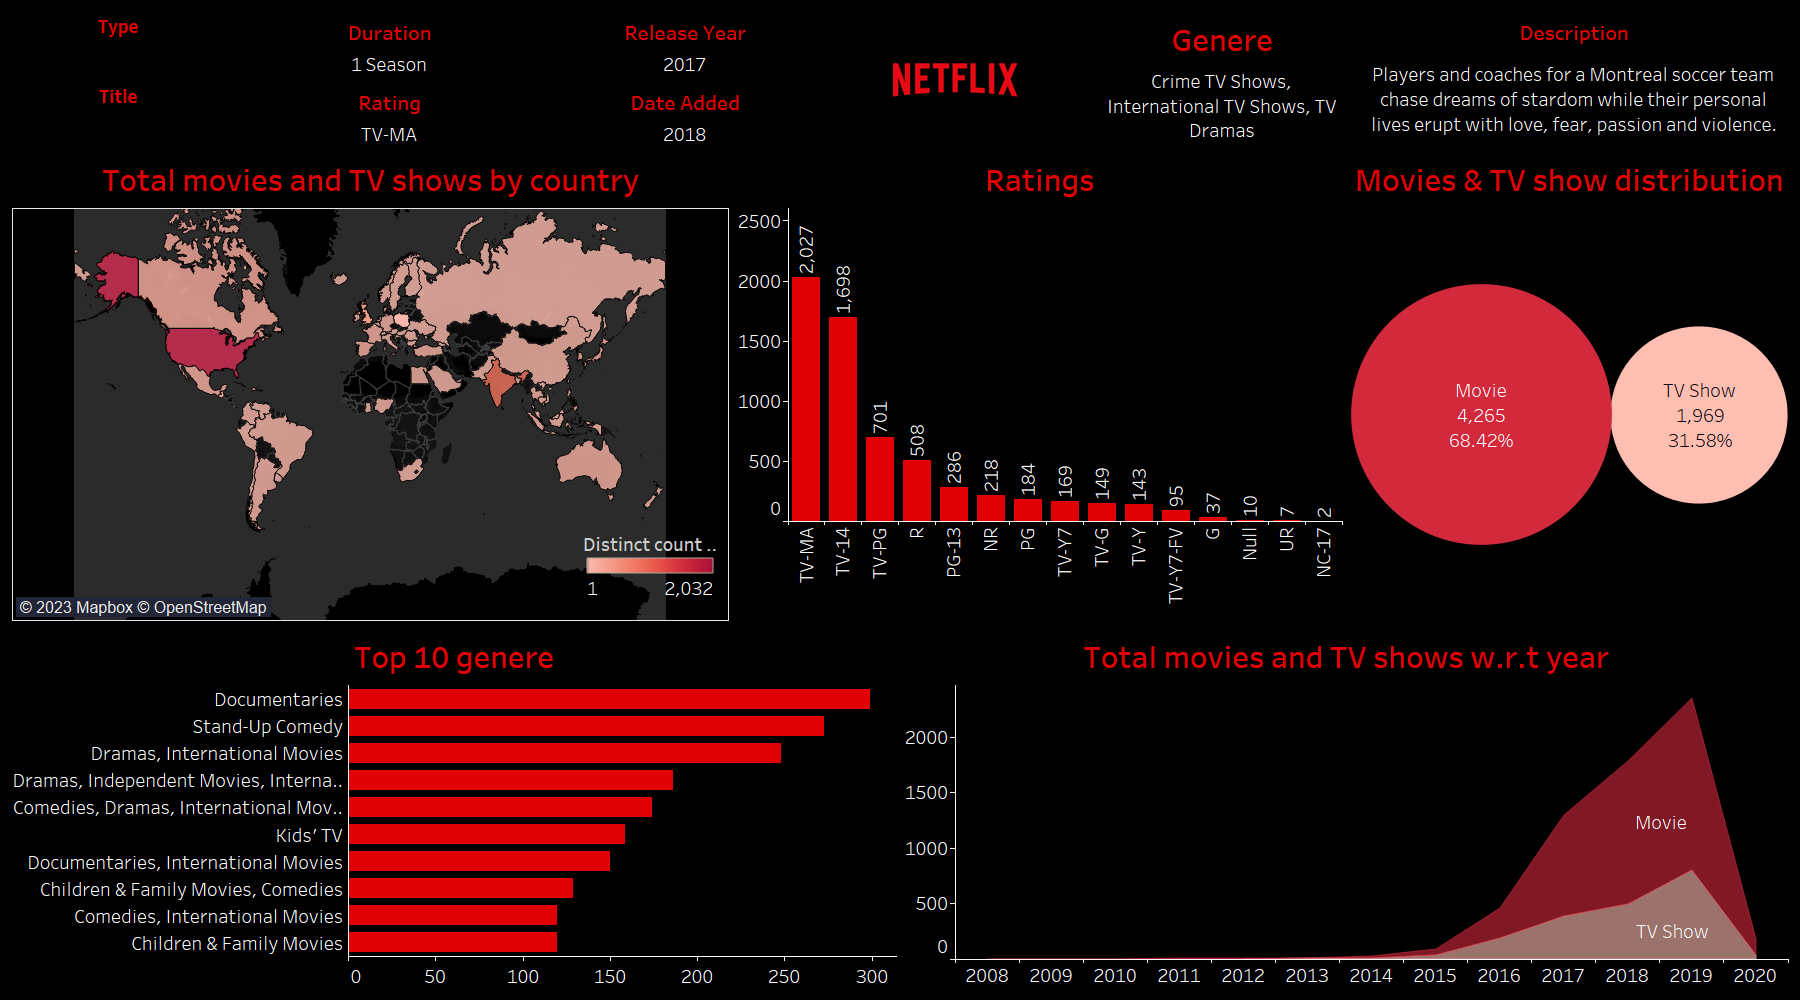 Type
Duration
1 Season
Release Year
2017
Title
Rating
TV-MA
Date Added
2018
NETFLIX
Genere
Crime TV Shows,
International TV Shows, TV
Dramas
Description
Players and coaches for a Montreal soccer team
chase dreams of stardom while their personal
lives erupt with love, fear, passion and violence.
Total movies and TV shows by country
Distinct count ..
1
2,032
© 2023 Mapbox © OpenStreetMap
Ratings
2500
2000
1500
1000
500
0
2,027
1,698
701
508
286
218
184
169
149
143
95
37
10
7
2
TV-MA
TV-14
TV-PG
R
PG-13
NR
PG
TV-Y7
TV-G
TV-Y
TV-Y7-FV
G
Null
UR
NC-17
Movies & TV show distribution
Movie
4,265
68.42%
TV Show
1,969
31.58%
Top 10 genere
Documentaries
Stand-Up Comedy
Dramas, International Movies
Dramas, Independent Movies, Interna..
Comedies, Dramas, International Mov..
Kids' TV
Documentaries, International Movies
Children & Family Movies, Comedies
Comedies, International Movies
Children & Family Movies
0 50 100 150 200 250 300
Total movies and TV shows w.r.t year
2000
1500
1000
500
0
Movie
TV Show
2008 2009 2010 2011 2012 2013 2014 2015 2016 2017 2018 2019 2020